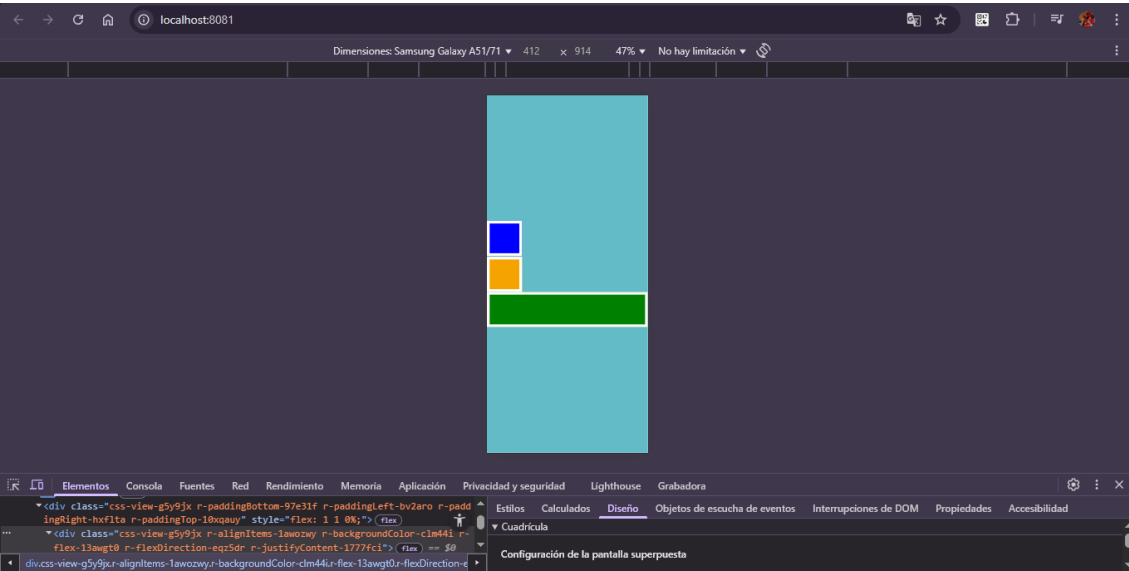 localhost:8081
Dimensiones: Samsung Galaxy A51/71 ▼ 412 x 914 47% ▼ No hay limitación ▼
Elementos Consola Fuentes Red Rendimiento Memoria Aplicación Privacidad y seguridad Lighthouse Grabadora
▼<div class="css-view-g5y9jx r-paddingBottom-97e31f r-paddingLeft-bv2aro r-padd
ingRight-hxflta r-paddingTop-10xqauy" style="flex: 1 1 0%;"> flex
... ▼<div class="css-view-g5y9jx r-alignItems-1awozwy r-backgroundColor-clm44i r-
flex-13awgt0 r-flexDirection-eqz5dr r-justifyContent-1777fci"> flex == $0
div.css-view-g5y9jx.r-alignItems-1awozwy.r-backgroundColor-clm44i.r-flex-13awgt0.r-flexDirection-e
Estilos Calculados Diseño Objetos de escucha de eventos Interrupciones de DOM Propiedades Accesibilidad
▼ Cuadrícula
Configuración de la pantalla superpuesta